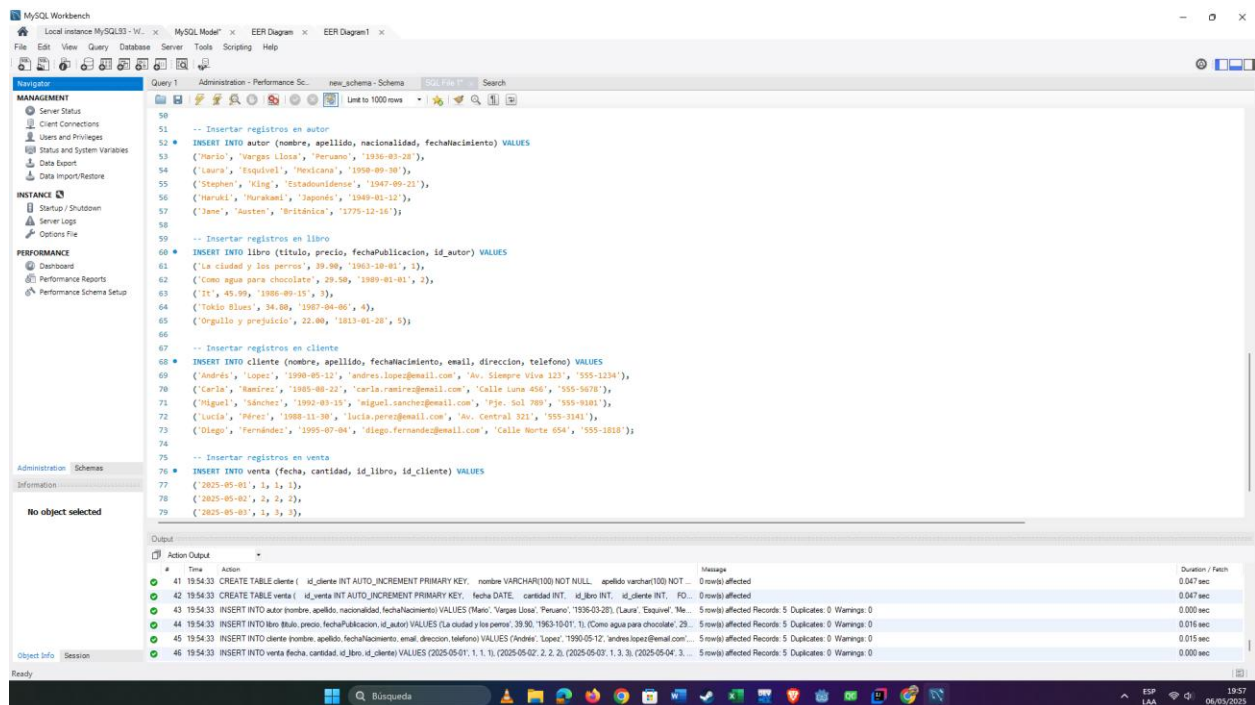 MySQL Workbench
Local instance MySQL93 - W... x MySQL Model* x EER Diagram x EER Diagram1 x
File Edit View Query Database Server Tools Scripting Help
Navigator
Query 1 Administration - Performance Sc... new_schema - Schema SQL File 1* x Search
MANAGEMENT
Server Status
Client Connections
Users and Privileges
Status and System Variables
Data Export
Data Import/Restore
INSTANCE
Startup / Shutdown
Server Logs
Options File
PERFORMANCE
Dashboard
Performance Reports
Performance Schema Setup
Administration Schemas
Information
No object selected
Object Info Session
Limit to 1000 rows
50
51 -- Insertar registros en autor
52 INSERT INTO autor (nombre, apellido, nacionalidad, fechaNacimiento) VALUES
53 ('Mario', 'Vargas Llosa', 'Peruano', '1936-03-28'),
54 ('Laura', 'Esquivel', 'Mexicana', '1950-09-30'),
55 ('Stephen', 'King', 'Estadounidense', '1947-09-21'),
56 ('Haruki', 'Murakami', 'Japonés', '1949-01-12'),
57 ('Jane', 'Austen', 'Británica', '1775-12-16');
58
59 -- Insertar registros en libro
60 INSERT INTO libro (titulo, precio, fechaPublicacion, id_autor) VALUES
61 ('La ciudad y los perros', 39.90, '1963-10-01', 1),
62 ('Como agua para chocolate', 29.50, '1989-01-01', 2),
63 ('It', 45.99, '1986-09-15', 3),
64 ('Tokio Blues', 34.80, '1987-04-06', 4),
65 ('Orgullo y prejuicio', 22.00, '1813-01-28', 5);
66
67 -- Insertar registros en cliente
68 INSERT INTO cliente (nombre, apellido, fechaNacimiento, email, direccion, telefono) VALUES
69 ('Andrés', 'Lopez', '1990-05-12', 'andres.lopez@email.com', 'Av. Siempre Viva 123', '555-1234'),
70 ('Carla', 'Ramírez', '1985-08-22', 'carla.ramirez@email.com', 'Calle Luna 456', '555-5678'),
71 ('Miguel', 'Sánchez', '1992-03-15', 'miguel.sanchez@email.com', 'Pje. Sol 789', '555-9101'),
72 ('Lucía', 'Pérez', '1988-11-30', 'lucia.perez@email.com', 'Av. Central 321', '555-3141'),
73 ('Diego', 'Fernández', '1995-07-04', 'diego.fernandez@email.com', 'Calle Norte 654', '555-1818');
74
75 -- Insertar registros en venta
76 INSERT INTO venta (fecha, cantidad, id_libro, id_cliente) VALUES
77 ('2025-05-01', 1, 1, 1),
78 ('2025-05-02', 2, 2, 2),
79 ('2025-05-03', 1, 3, 3),
Output
Action Output
# Time Action Message Duration / Fetch
41 19:54:33 CREATE TABLE cliente ( id_cliente INT AUTO_INCREMENT PRIMARY KEY, nombre VARCHAR(100) NOT NULL, apellido varchar(100) NOT ... 0 row(s) affected 0.047 sec
42 19:54:33 CREATE TABLE venta ( id_venta INT AUTO_INCREMENT PRIMARY KEY, fecha DATE, cantidad INT, id_libro INT, id_cliente INT, FO... 0 row(s) affected 0.047 sec
43 19:54:33 INSERT INTO autor (nombre, apellido, nacionalidad, fechaNacimiento) VALUES ('Mario', 'Vargas Llosa', 'Peruano', '1936-03-28'), ('Laura', 'Esquivel', 'Me... 5 row(s) affected Records: 5 Duplicates: 0 Warnings: 0 0.000 sec
44 19:54:33 INSERT INTO libro (titulo, precio, fechaPublicacion, id_autor) VALUES ('La ciudad y los perros', 39.90, '1963-10-01', 1), ('Como agua para chocolate', 29... 5 row(s) affected Records: 5 Duplicates: 0 Warnings: 0 0.016 sec
45 19:54:33 INSERT INTO cliente (nombre, apellido, fechaNacimiento, email, direccion, telefono) VALUES ('Andrés', 'Lopez', '1990-05-12', 'andres.lopez@email.com',... 5 row(s) affected Records: 5 Duplicates: 0 Warnings: 0 0.015 sec
46 19:54:33 INSERT INTO venta (fecha, cantidad, id_libro, id_cliente) VALUES ('2025-05-01', 1, 1, 1), ('2025-05-02', 2, 2, 2), ('2025-05-03', 1, 3, 3), ('2025-05-04', 3, ... 5 row(s) affected Records: 5 Duplicates: 0 Warnings: 0 0.000 sec
Ready
Búsqueda
ESP
LAA
19:57
06/05/2025